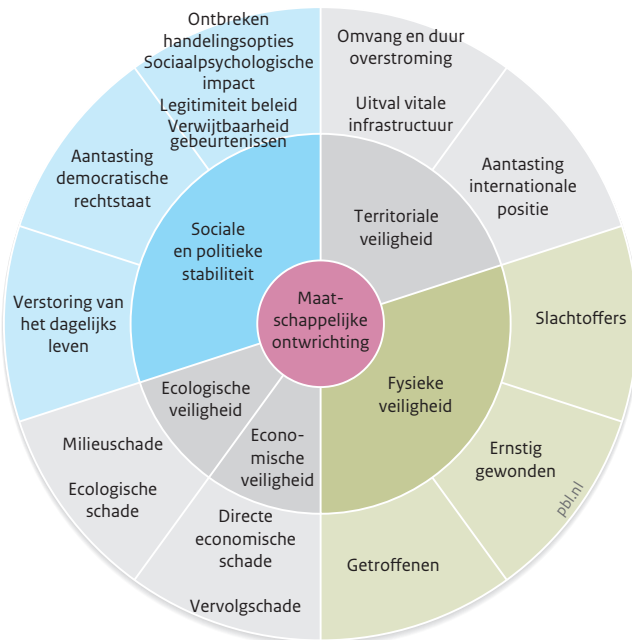 Ontbreken
handelingsopties
Sociaalpsychologische
impact
Legitimiteit beleid
Verwijtbaarheid
gebeurtenissen
Omvang en duur
overstroming
Uitval vitale
infrastructuur
Aantasting
democratische
rechtstaat
Aantasting
internationale
positie
Sociale
en politieke
stabiliteit
Territoriale
veiligheid
Verstoring van
het dagelijks
leven
Maat-
schappelijke
ontwrichting
Slachtoffers
Ecologische
veiligheid
Fysieke
veiligheid
Econo-
mische
veiligheid
Milieuschade
Ecologische
schade
Ernstig
gewonden
Directe
economische
schade
Vervolgschade
Getroffenen
pbl.nl